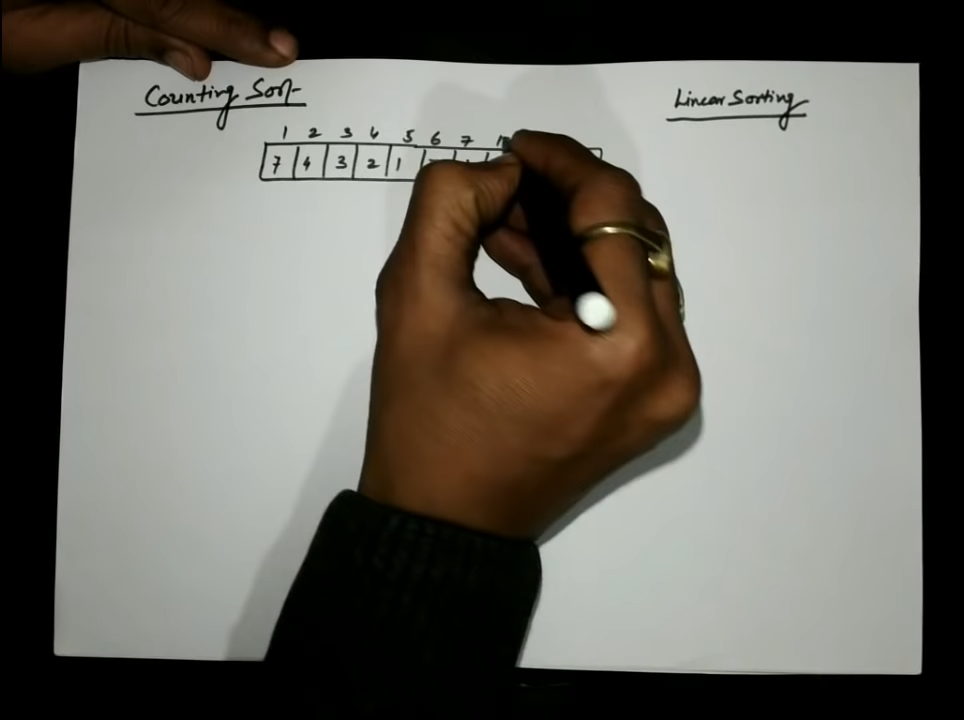 Counting Sort
Linear Sorting
1 2 3 4 5 6 7
7 4 3 2 1